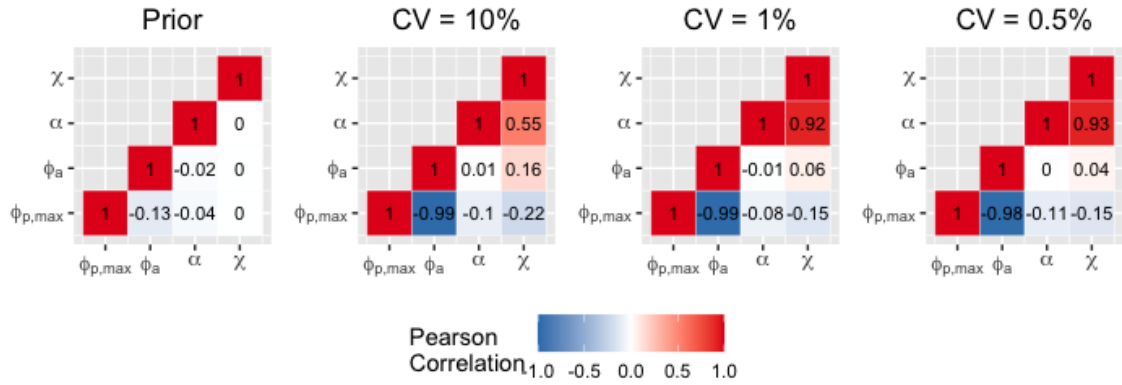 Prior CV = 10% CV = 1% CV = 0.5%
χ 1 1 1 1
α 1 0 1 0.55 1 0.92 1 0.93
ϕa 1 -0.02 0 1 0.01 0.16 1 -0.01 0.06 1 0 0.04
ϕp,max 1 -0.13 -0.04 0 ϕp,max 1 -0.99 -0.1 -0.22 ϕp,max 1 -0.99 -0.08 -0.15 ϕp,max 1 -0.98 -0.11 -0.15
ϕp,max ϕa α χ ϕp,max ϕa α χ ϕp,max ϕa α χ ϕp,max ϕa α χ
Pearson
Correlation
-1.0 -0.5 0.0 0.5 1.0